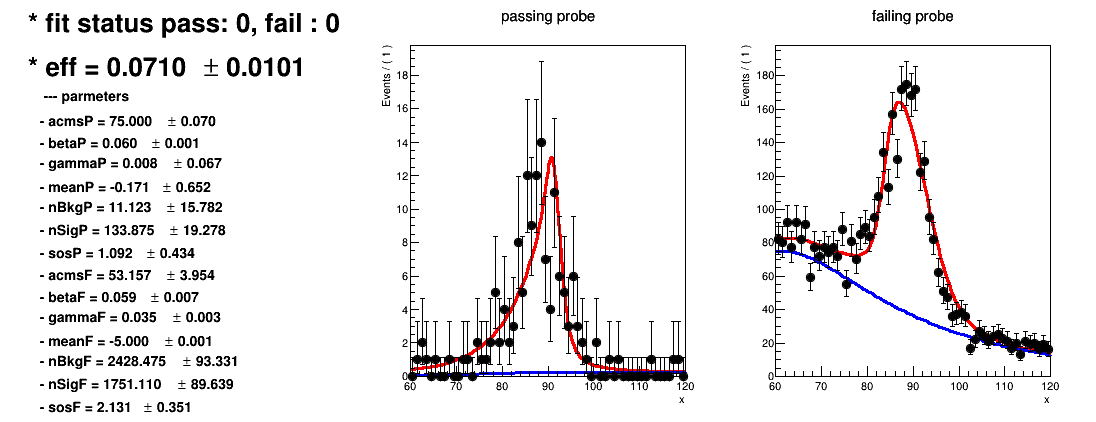 * fit status pass: 0, fail : 0
* eff = 0.0710 ± 0.0101
--- parmeters
- acmsP = 75.000 ± 0.070
- betaP = 0.060 ± 0.001
- gammaP = 0.008 ± 0.067
- meanP = -0.171 ± 0.652
- nBkgP = 11.123 ± 15.782
- nSigP = 133.875 ± 19.278
- sosP = 1.092 ± 0.434
- acmsF = 53.157 ± 3.954
- betaF = 0.059 ± 0.007
- gammaF = 0.035 ± 0.003
- meanF = -5.000 ± 0.001
- nBkgF = 2428.475 ± 93.331
- nSigF = 1751.110 ± 89.639
- sosF = 2.131 ± 0.351
passing probe
Events / ( 1 )
18
16
14
12
10
8
6
4
2
0
60 70 80 90 100 110 120
x
failing probe
Events / ( 1 )
180
160
140
120
100
80
60
40
20
0
60 70 80 90 100 110 120
x